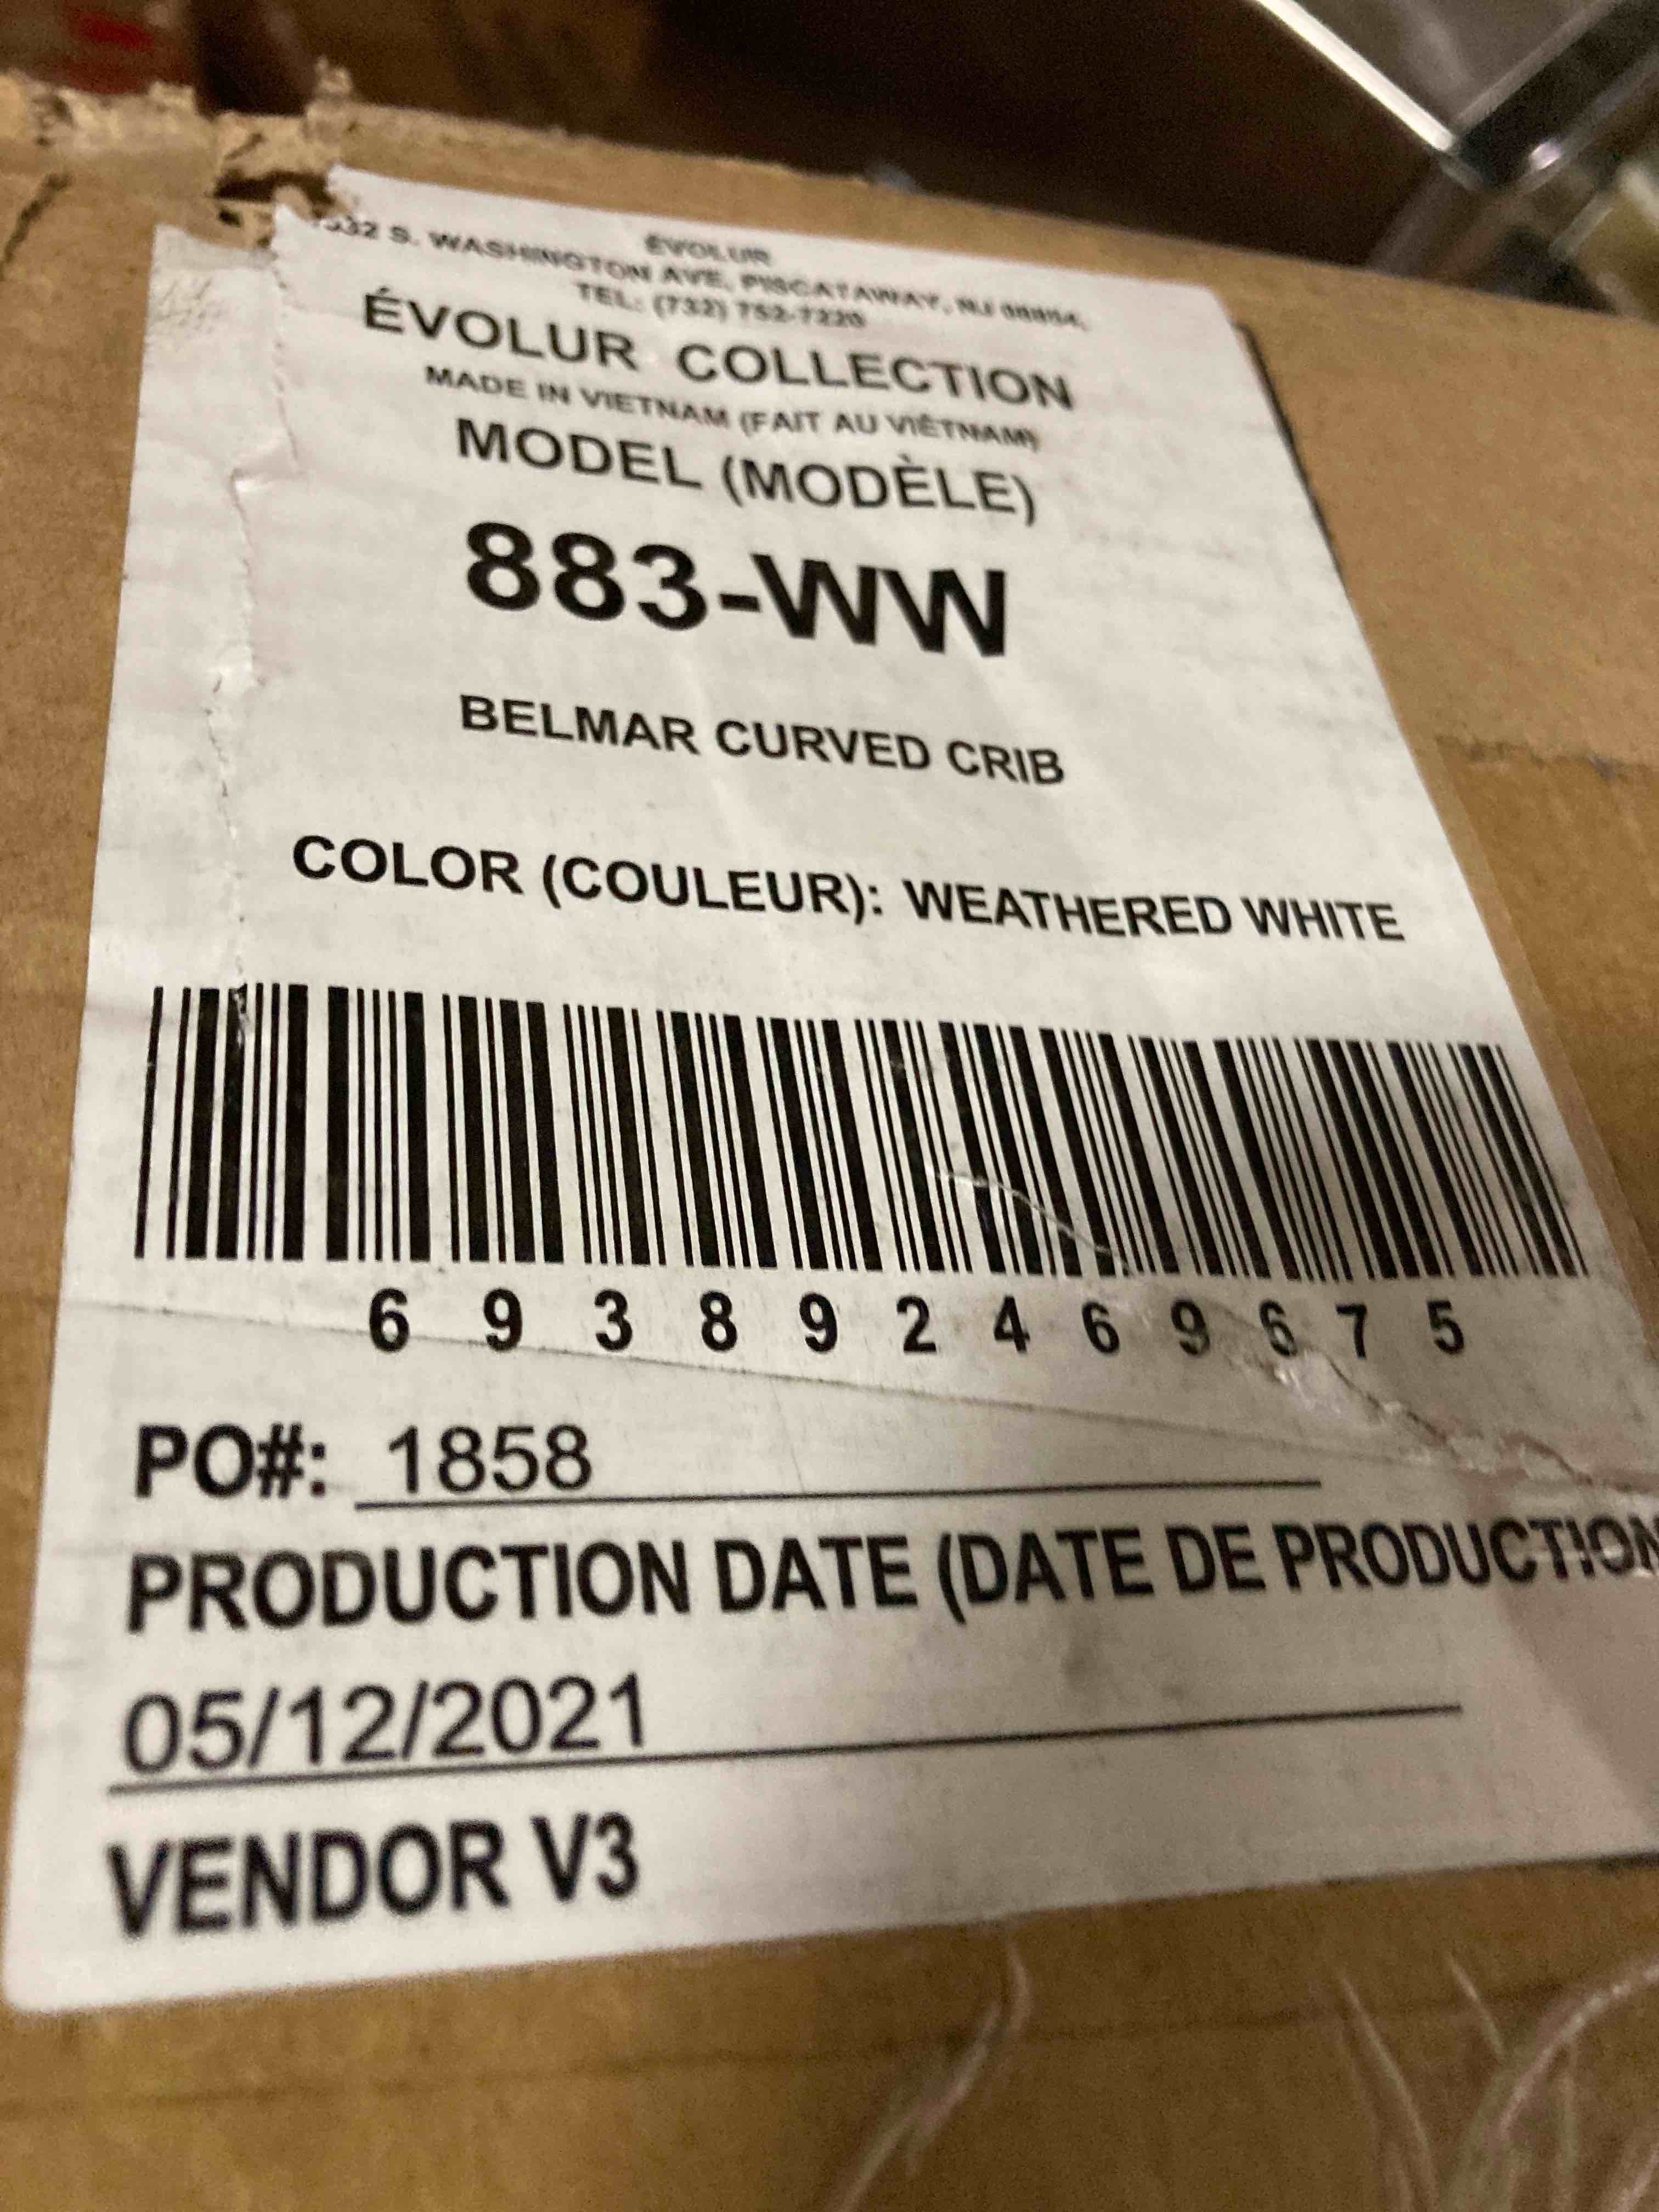 ÉVOLUR
S. WASHINGTON AVE, PISCATAWAY, NJ 08854,
TEL: (732) 752-7220
ÉVOLUR COLLECTION
MADE IN VIETNAM (FAIT AU VIÊTNAM)
MODEL (MODÈLE)
883-WW
BELMAR CURVED CRIB
COLOR (COULEUR): WEATHERED WHITE
6 9 3 8 9 2 4 6 9 6 7 5
PO#: 1858
PRODUCTION DATE (DATE DE PRODUCTION
05/12/2021
VENDOR V3